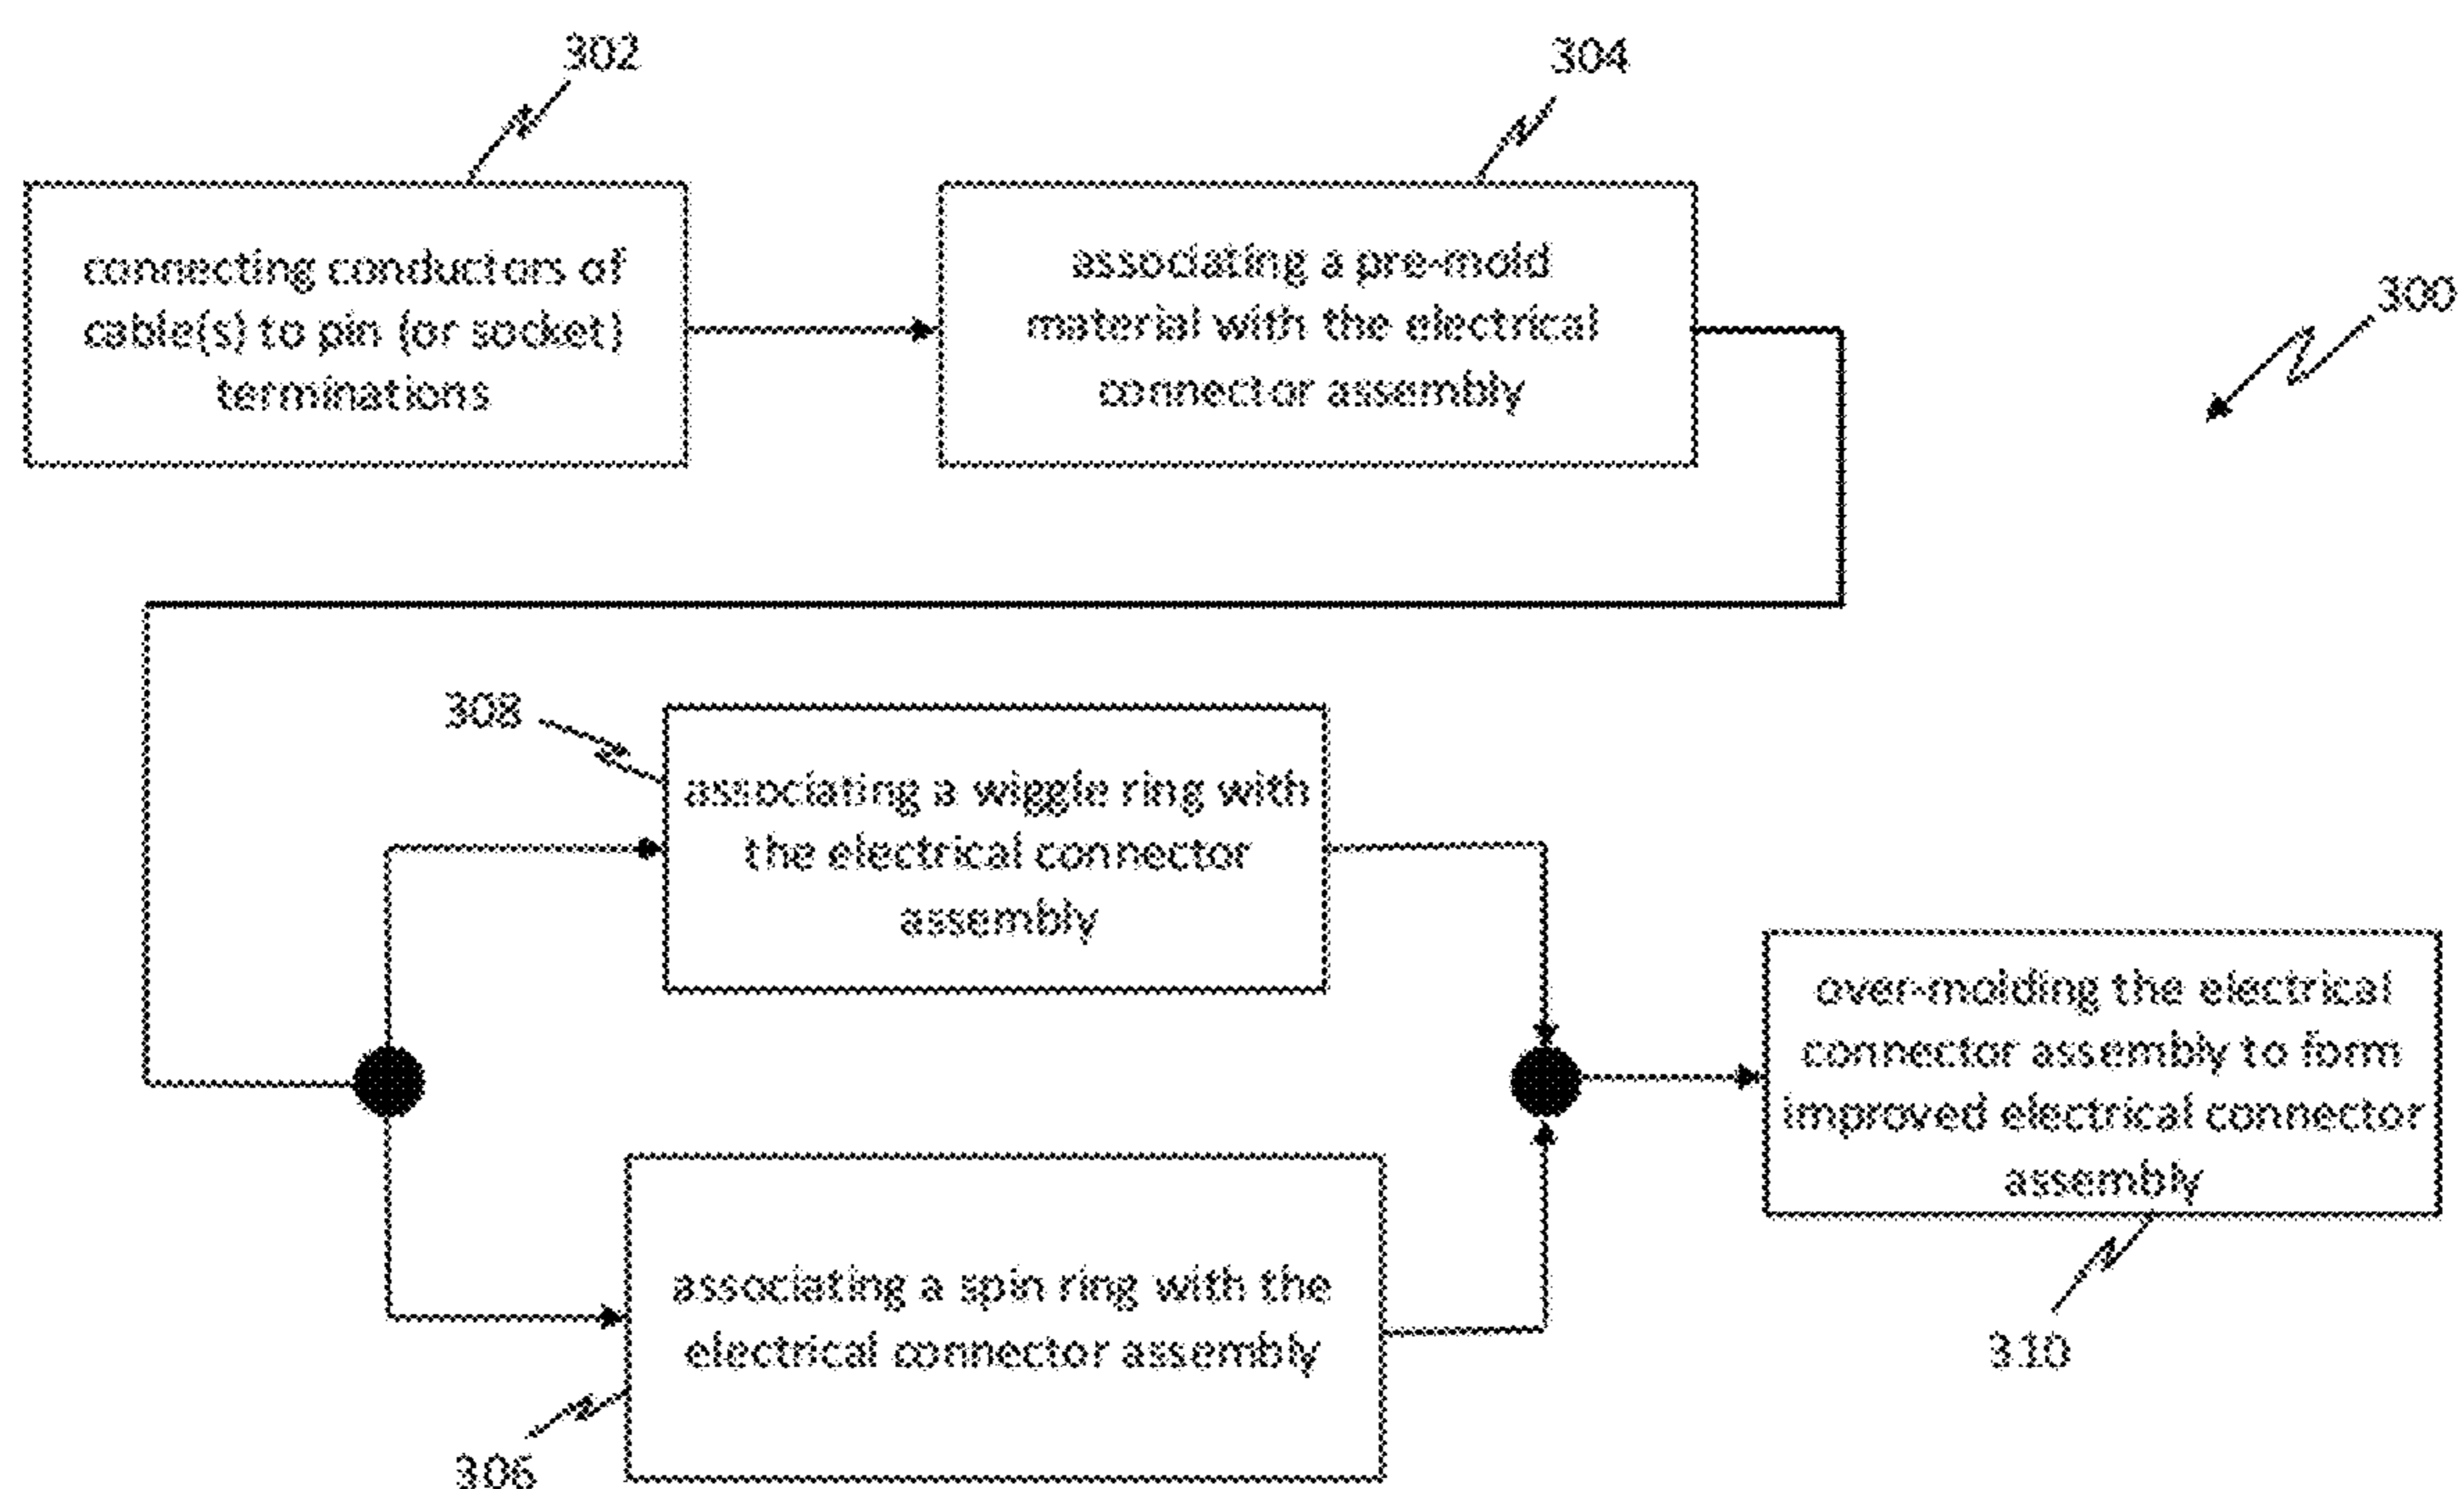 302
304
connecting conductors of
cable(s) to pin (or socket)
terminations
associating a pre-mold
material with the electrical
connector assembly
300
308
associating a wiggle ring with
the electrical connector
assembly
over-molding the electrical
connector assembly to form
improved electrical connector
assembly
associating a spin ring with the
electrical connector assembly
310
306